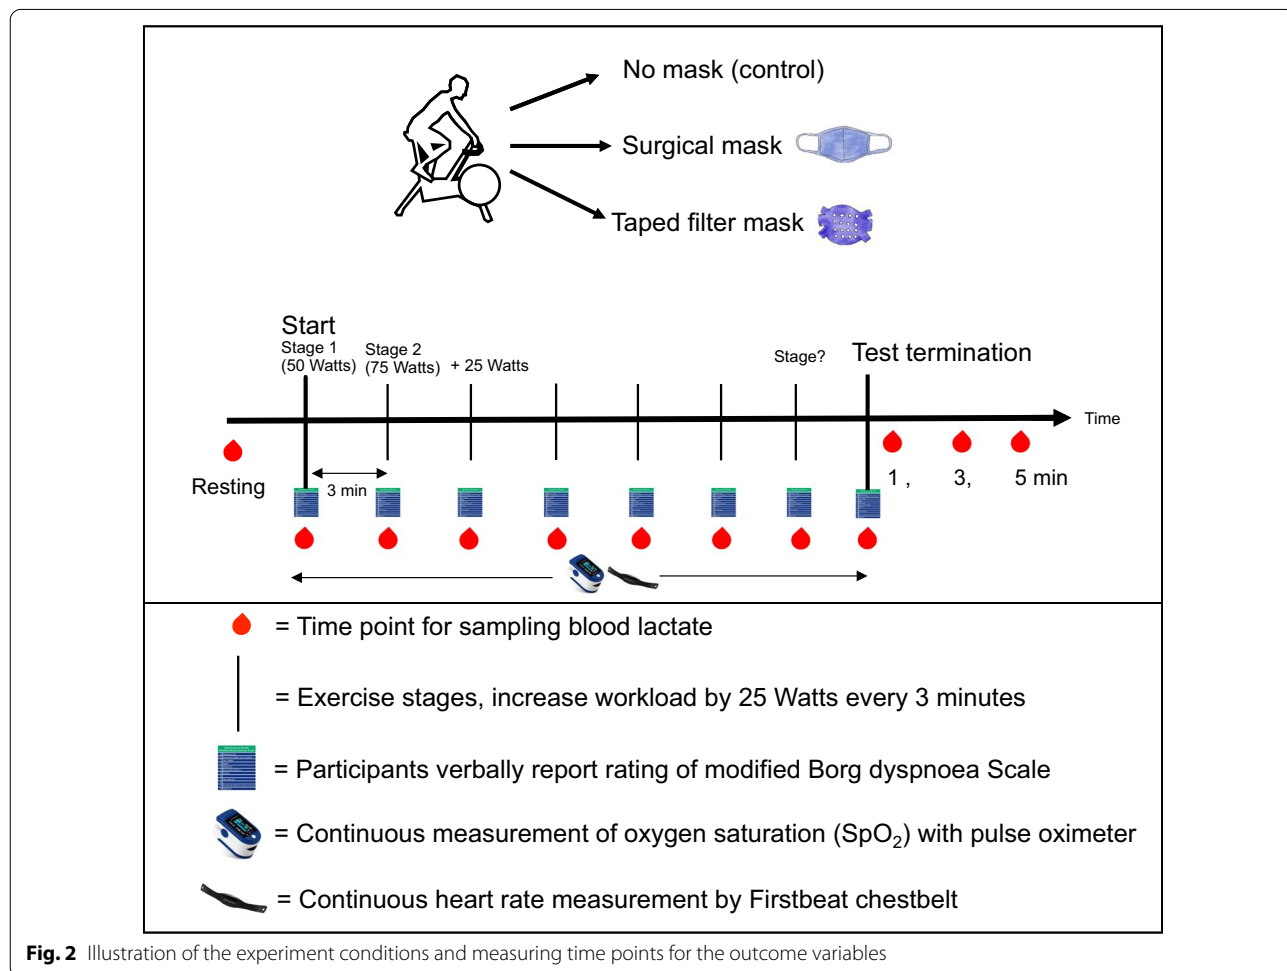 No mask (control)
Surgical mask
Taped filter mask
Start
Stage 1
(50 Watts)
Stage 2
(75 Watts)
+ 25 Watts
Stage?
Test termination
Time
Resting
3 min
1 , 3, 5 min
= Time point for sampling blood lactate
= Exercise stages, increase workload by 25 Watts every 3 minutes
= Participants verbally report rating of modified Borg dyspnoea Scale
= Continuous measurement of oxygen saturation (SpO₂) with pulse oximeter
= Continuous heart rate measurement by Firstbeat chestbelt
Fig. 2 Illustration of the experiment conditions and measuring time points for the outcome variables